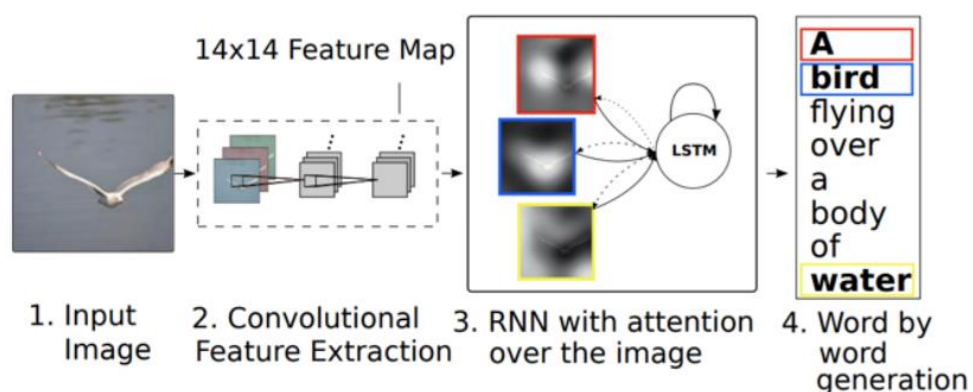 14x14 Feature Map
LSTM
A
bird
flying
over
a
body
of
water
1. Input
Image
2. Convolutional
Feature Extraction
3. RNN with attention
over the image
4. Word by
word
generation